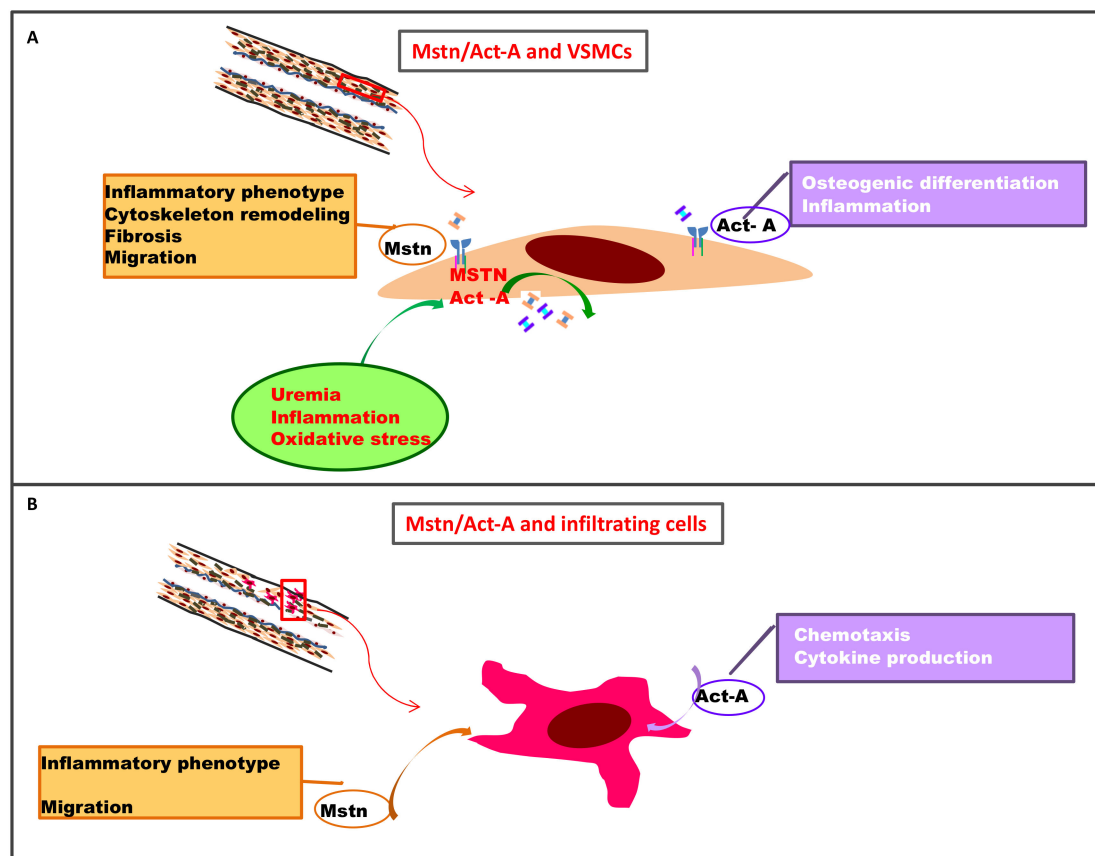 A
Mstn/Act-A and VSMCs
Inflammatory phenotype
Cytoskeleton remodeling
Fibrosis
Migration
Mstn
Osteogenic differentiation
Inflammation
Act- A
MSTN
Act -A
Uremia
Inflammation
Oxidative stress
B
Mstn/Act-A and infiltrating cells
Chemotaxis
Cytokine production
Act-A
Inflammatory phenotype
Migration
Mstn